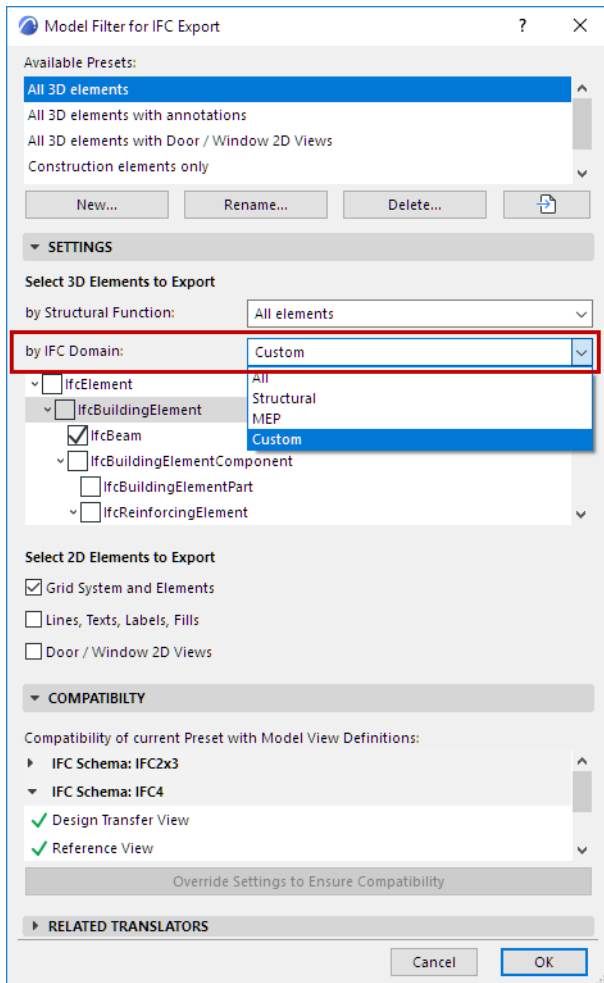 Model Filter for IFC Export ?
Available Presets:
All 3D elements
All 3D elements with annotations
All 3D elements with Door / Window 2D Views
Construction elements only
New... Rename... Delete...
SETTINGS
Select 3D Elements to Export
by Structural Function: All elements
by IFC Domain: Custom
IfcElement All
Structural
IfcBuildingElement MEP
IfcBeam Custom
IfcBuildingElementComponent
IfcBuildingElementPart
IfcReinforcingElement
Select 2D Elements to Export
Grid System and Elements
Lines, Texts, Labels, Fills
Door / Window 2D Views
COMPATIBILTY
Compatibility of current Preset with Model View Definitions:
IFC Schema: IFC2x3
IFC Schema: IFC4
Design Transfer View
Reference View
Override Settings to Ensure Compatibility
RELATED TRANSLATORS
Cancel OK